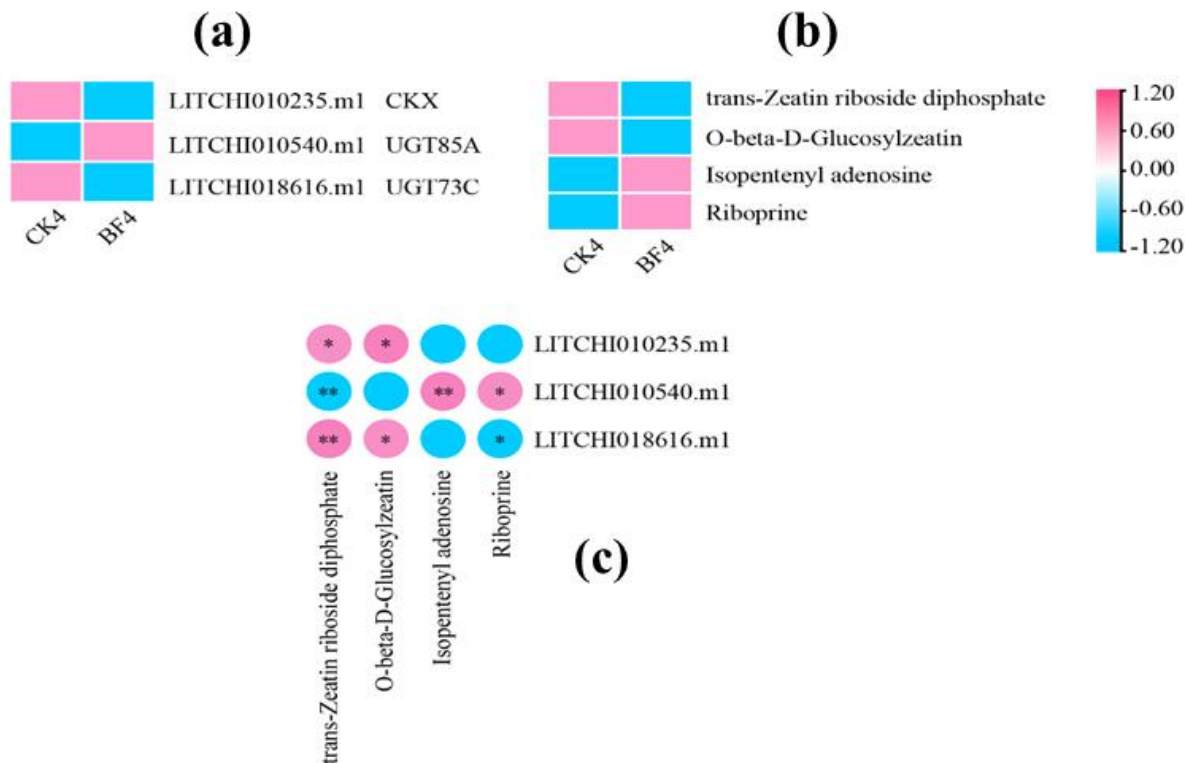 (a)
LITCHI010235.m1 CKX
LITCHI010540.m1 UGT85A
LITCHI018616.m1 UGT73C
CK4 BF4
(b)
trans-Zeatin riboside diphosphate
O-beta-D-Glucosylzeatin
Isopentenyl adenosine
Riboprine
CK4 BF4
1.20
0.60
0.00
-0.60
-1.20
* * LITCHI010235.m1
** ** * LITCHI010540.m1
** * * LITCHI018616.m1
trans-Zeatin riboside diphosphate
O-beta-D-Glucosylzeatin
Isopentenyl adenosine
Riboprine
(c)